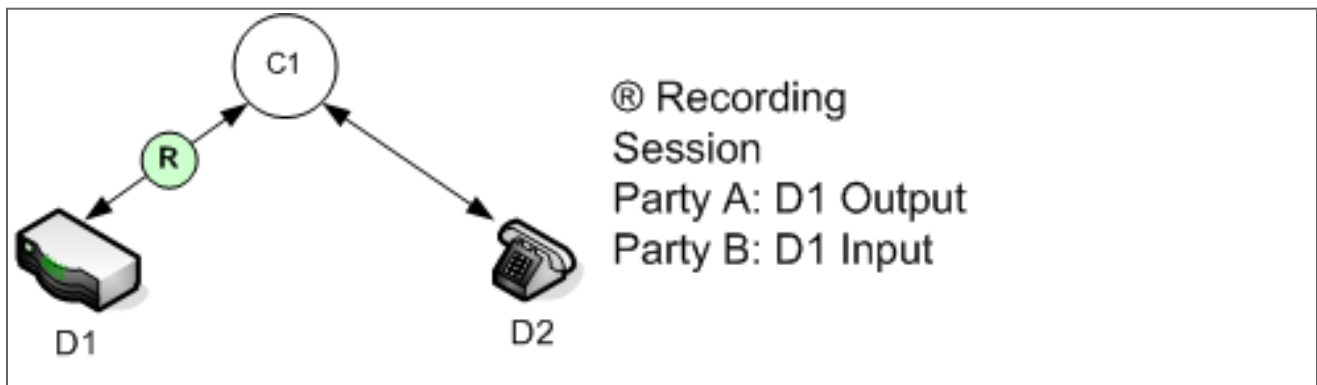 C1
R
D1
D2
® Recording
Session
Party A: D1 Output
Party B: D1 Input